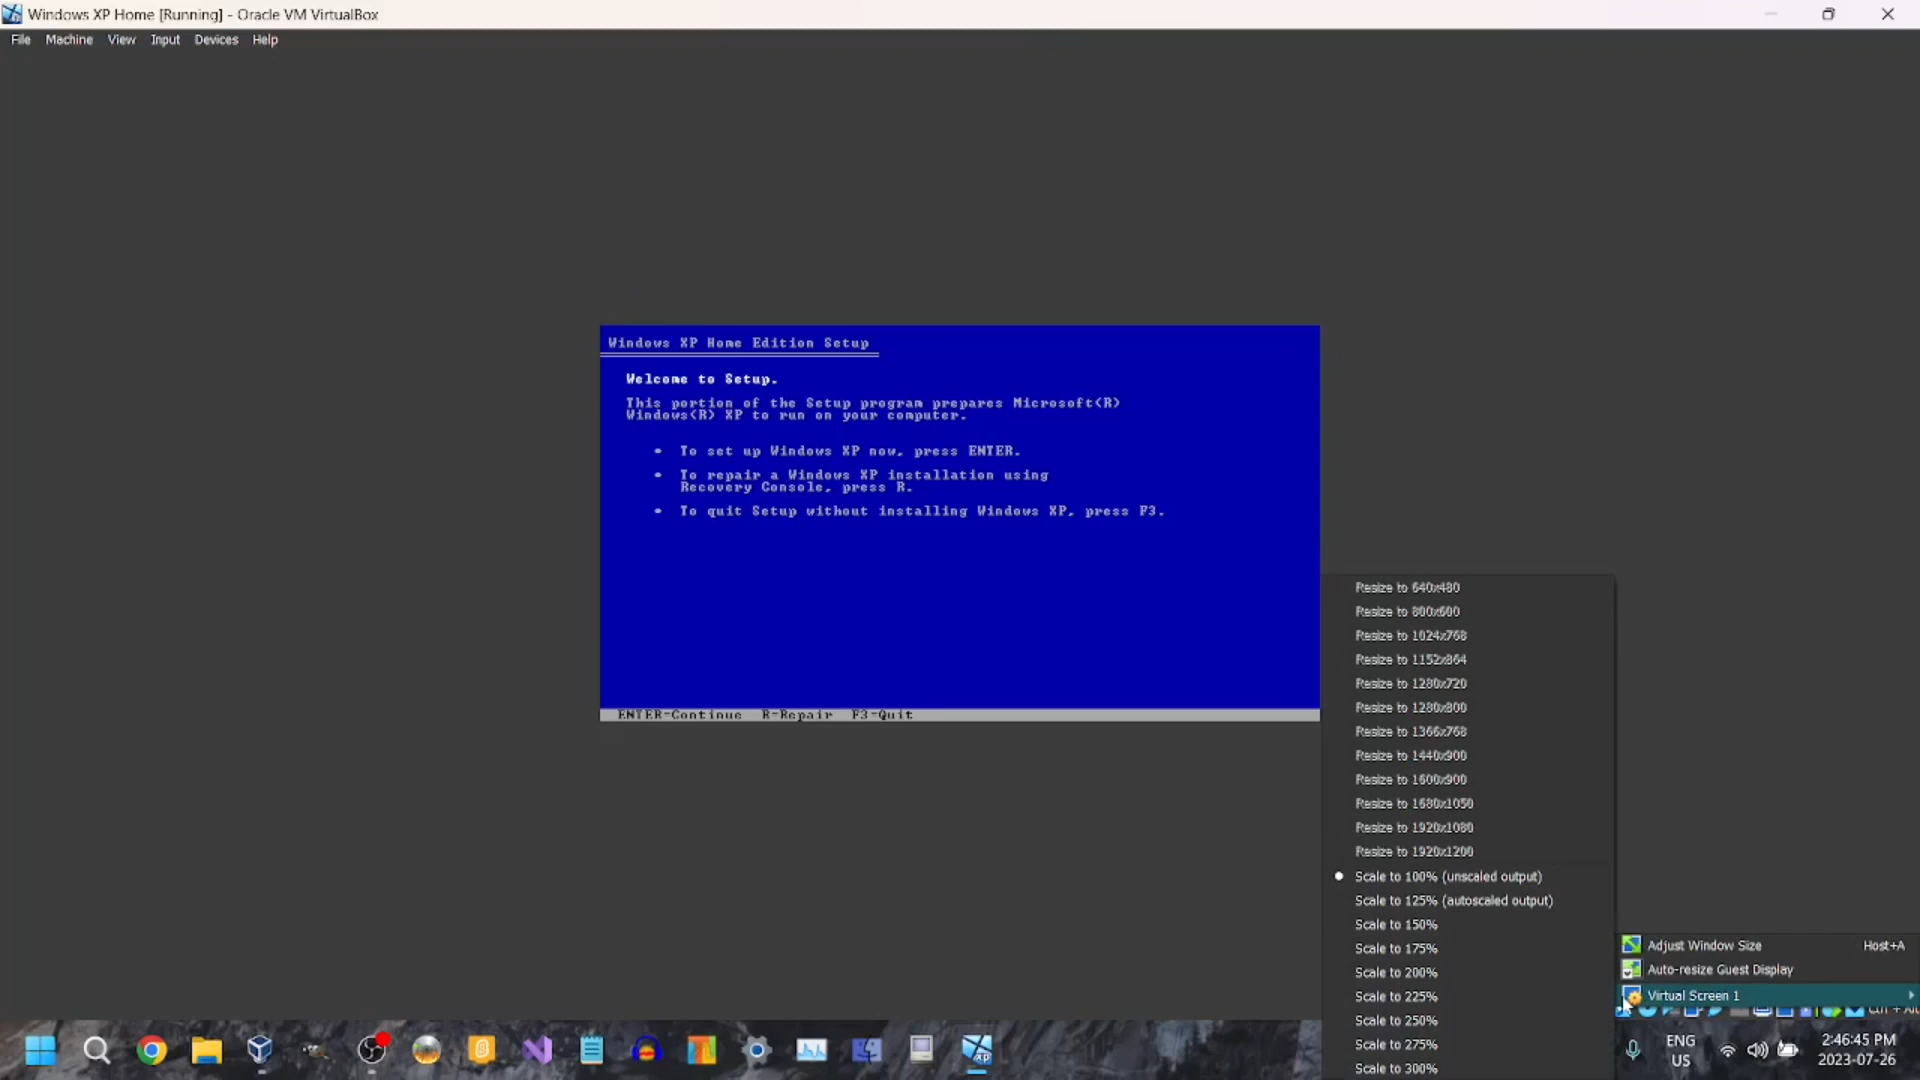 Windows XP Home [Running] - Oracle VM VirtualBox
File Machine View Input Devices Help
Windows XP Home Edition Setup
Welcome to Setup.
This portion of the Setup program prepares Microsoft(R)
Windows(R) XP to run on your computer.
• To set up Windows XP now, press ENTER.
• To repair a Windows XP installation using
Recovery Console, press R.
• To quit Setup without installing Windows XP, press F3.
ENTER=Continue R=Repair F3=Quit
Resize to 640x480
Resize to 800x600
Resize to 1024x768
Resize to 1152x864
Resize to 1280x720
Resize to 1280x800
Resize to 1366x768
Resize to 1440x900
Resize to 1600x900
Resize to 1680x1050
Resize to 1920x1080
Resize to 1920x1200
Scale to 100% (unscaled output)
Scale to 125% (autoscaled output)
Scale to 150%
Scale to 175%
Scale to 200%
Scale to 225%
Scale to 250%
Scale to 275%
Scale to 300%
Adjust Window Size Host+A
Auto-resize Guest Display
Virtual Screen 1
XP
ENG
US
2:46:45 PM
2023-07-26